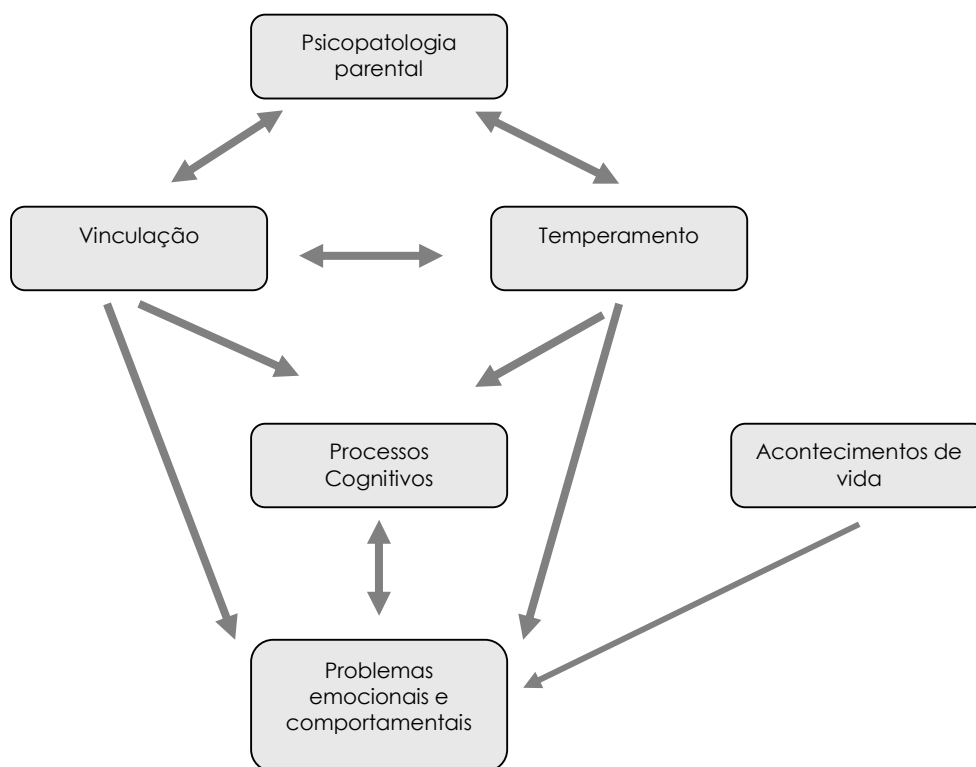 Psicopatologia
parental
Vinculação
Temperamento
Processos
Cognitivos
Acontecimentos de
vida
Problemas
emocionais e
comportamentais